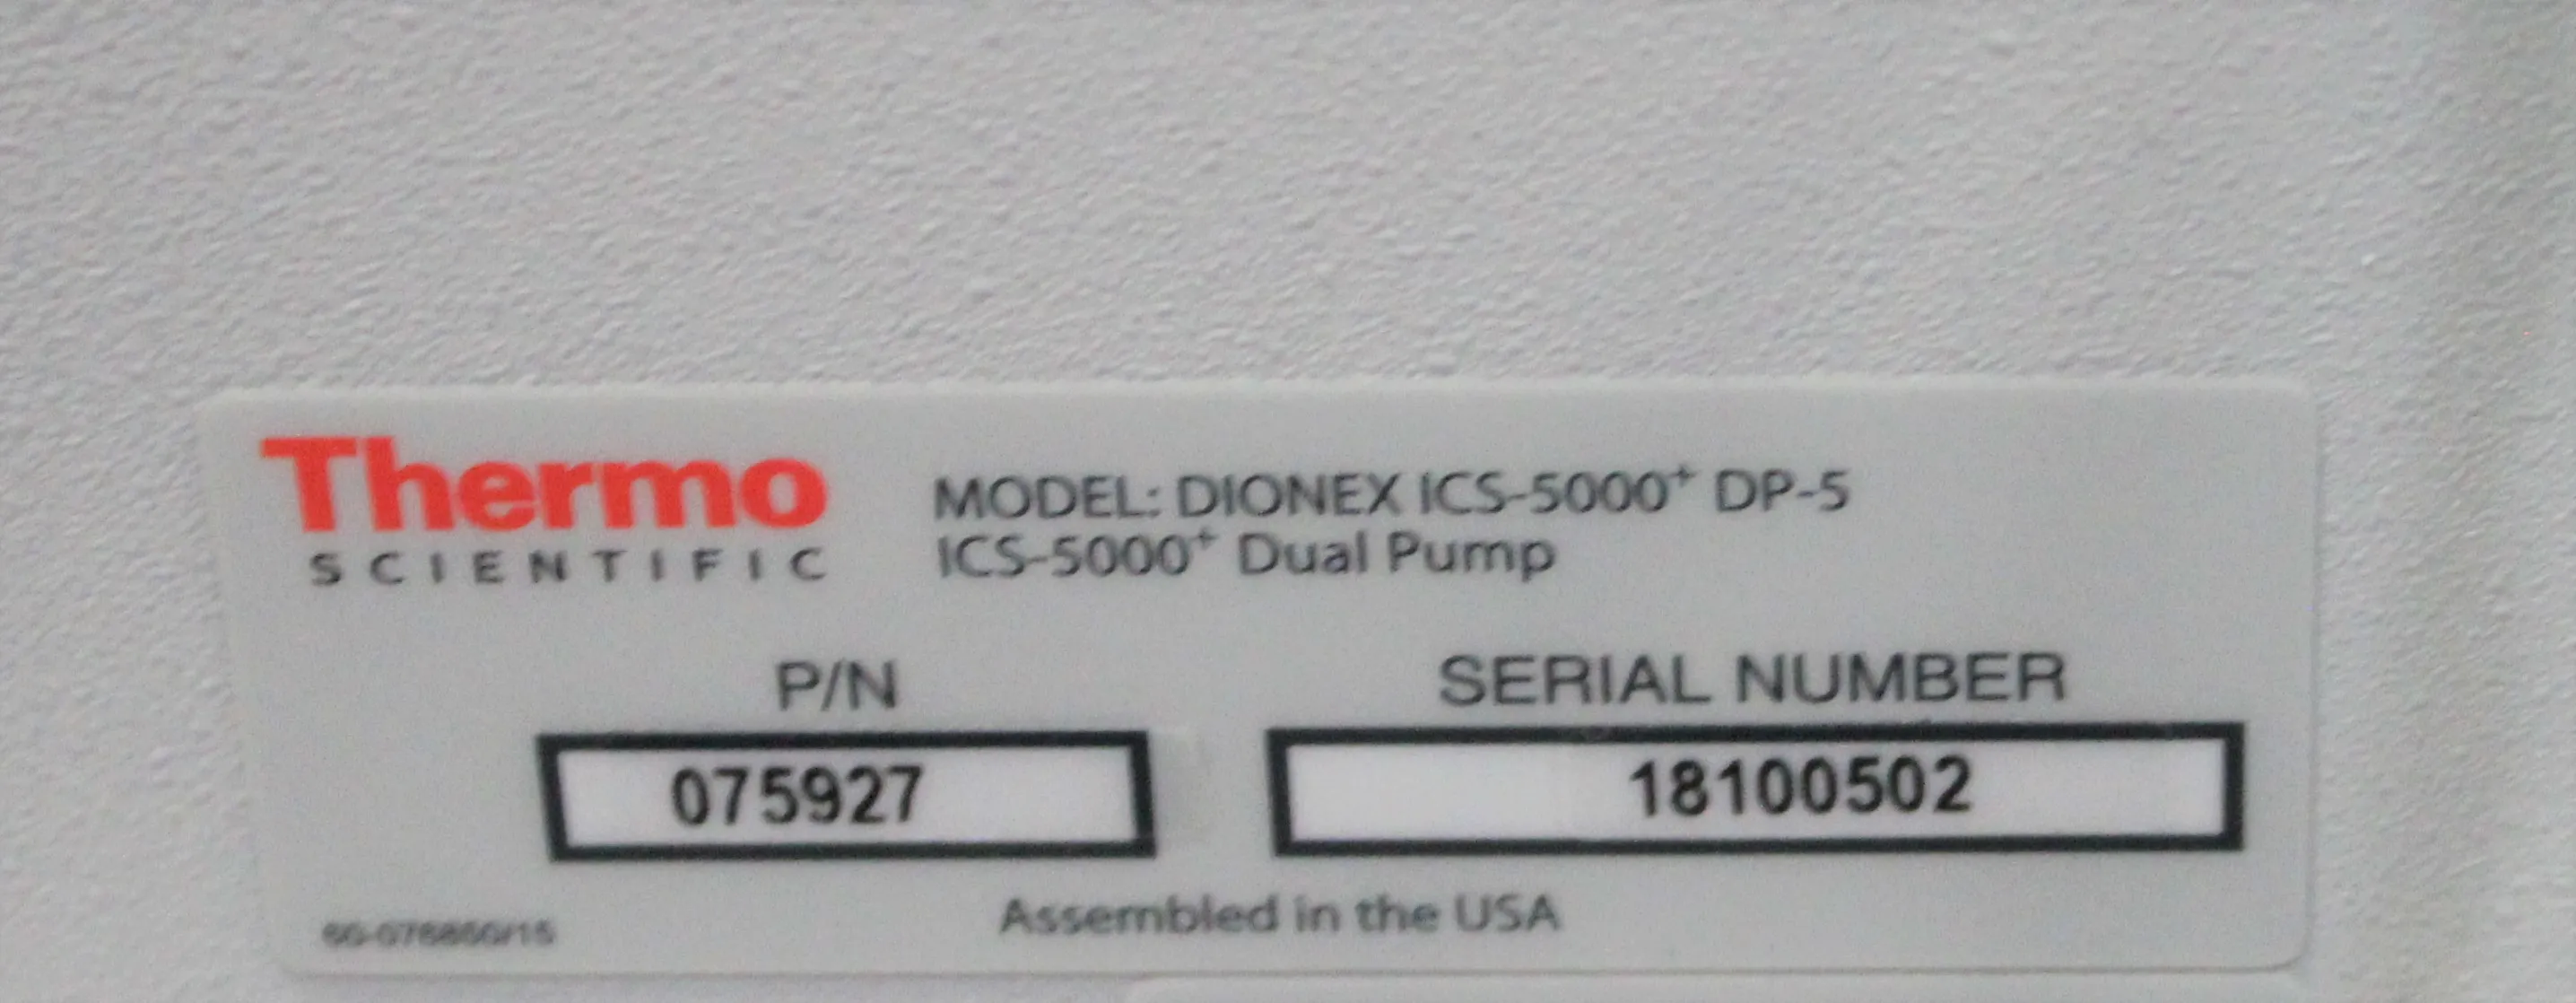 Thermo
SCIENTIFIC
MODEL: DIONEX ICS-5000⁺ DP-5
ICS-5000⁺ Dual Pump
P/N
075927
SERIAL NUMBER
18100502
Assembled in the USA